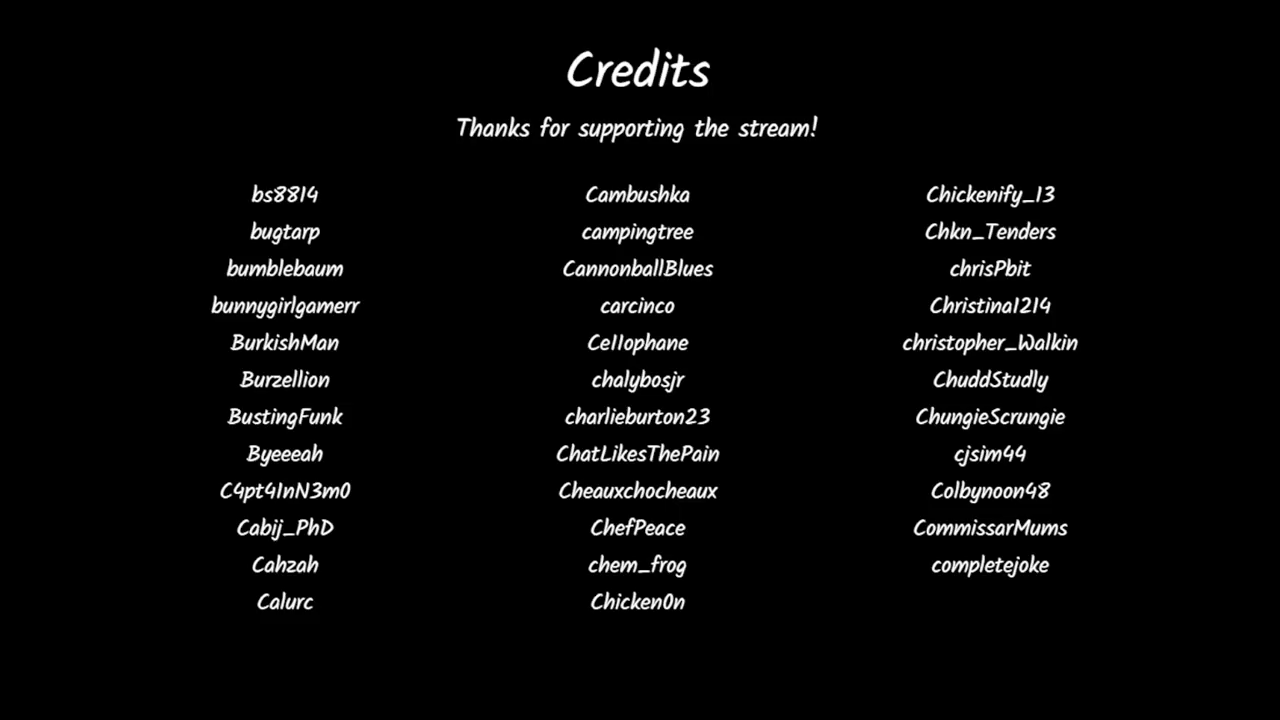 Credits
Thanks for supporting the stream!
bs8814
bugtarp
bumblebaum
bunnygirlgamerr
BurkishMan
Burzellion
BustingFunk
Byeeeah
C4pt41nN3m0
Cabij_PhD
Cahzah
Calurc
Cambushka
campingtree
CannonballBlues
carcinco
Ce11ophane
chalybosjr
charlieburton23
ChatLikesThePain
Cheauxchocheaux
ChefPeace
chem_frog
Chicken0n
Chickenify_13
Chkn_Tenders
chrisPbit
Christina1214
christopher_Walkin
ChuddStudly
ChungieScrungie
cjsim44
Colbynoon48
CommissarMums
completejoke